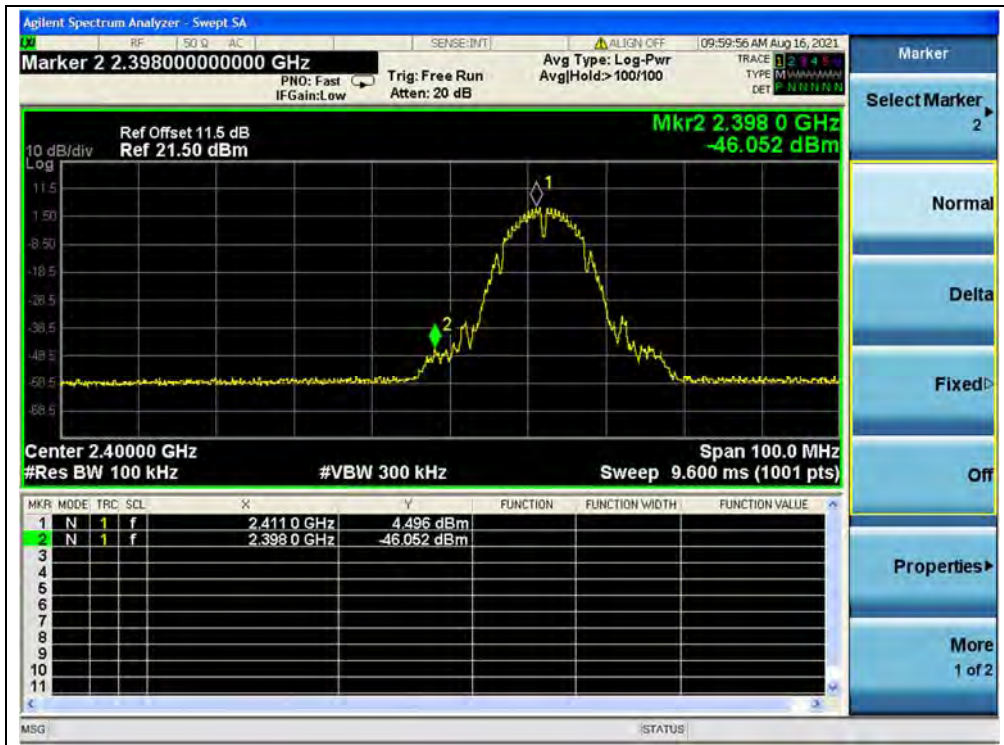 Agilent Spectrum Analyzer - Swept SA
RF 50 Ω AC SENSE:INT ALIGN OFF 09:59:56 AM Aug 16, 2021
Marker 2 2.398000000000 GHz
PNO: Fast
IFGain:Low
Trig: Free Run
Atten: 20 dB
Avg Type: Log-Pwr
Avg|Hold:> 100/100
TRACE 1 2 3 4 5 6
TYPE M
DET P N N N N N
Marker
Select Marker
2
Normal
Delta
Fixed
Off
Properties
More
1 of 2
Mkr2 2.398 0 GHz
-46.052 dBm
Ref Offset 11.5 dB
10 dB/div Ref 21.50 dBm
Log
11.5
1.50
-8.50
-18.5
-28.5
-38.5
-48.5
-58.5
-68.5
1
2
Center 2.40000 GHz Span 100.0 MHz
#Res BW 100 kHz #VBW 300 kHz Sweep 9.600 ms (1001 pts)
MKR MODE TRC SCL X Y FUNCTION FUNCTION WIDTH FUNCTION VALUE
1 N 1 f 2.411 0 GHz 4.496 dBm
2 N 1 f 2.398 0 GHz -46.052 dBm
3
4
5
6
7
8
9
10
11
MSG STATUS